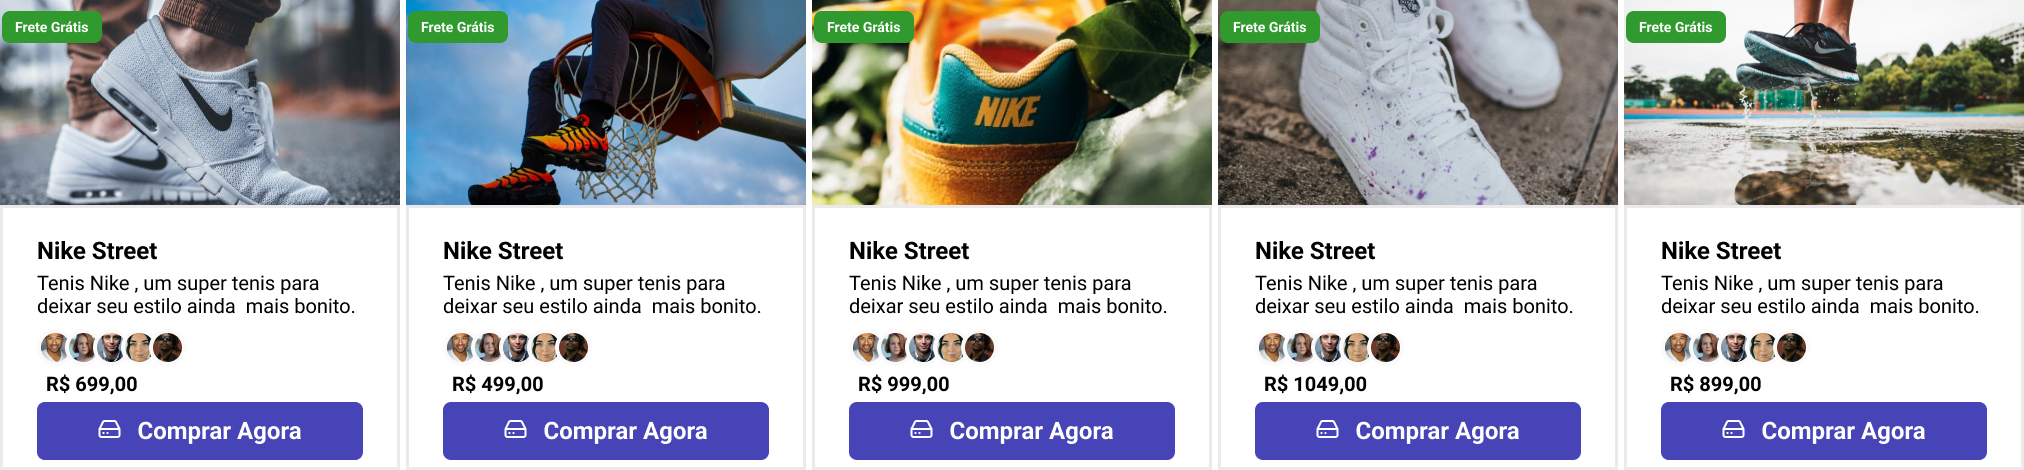 Frete Grátis
Nike Street
Tenis Nike , um super tenis para
deixar seu estilo ainda  mais bonito.
R$ 699,00
Comprar Agora
Frete Grátis
Nike Street
Tenis Nike , um super tenis para
deixar seu estilo ainda  mais bonito.
R$ 499,00
Comprar Agora
Frete Grátis
NIKE
Nike Street
Tenis Nike , um super tenis para
deixar seu estilo ainda  mais bonito.
R$ 999,00
Comprar Agora
Frete Grátis
Nike Street
Tenis Nike , um super tenis para
deixar seu estilo ainda  mais bonito.
R$ 1049,00
Comprar Agora
Frete Grátis
Nike Street
Tenis Nike , um super tenis para
deixar seu estilo ainda  mais bonito.
R$ 899,00
Comprar Agora